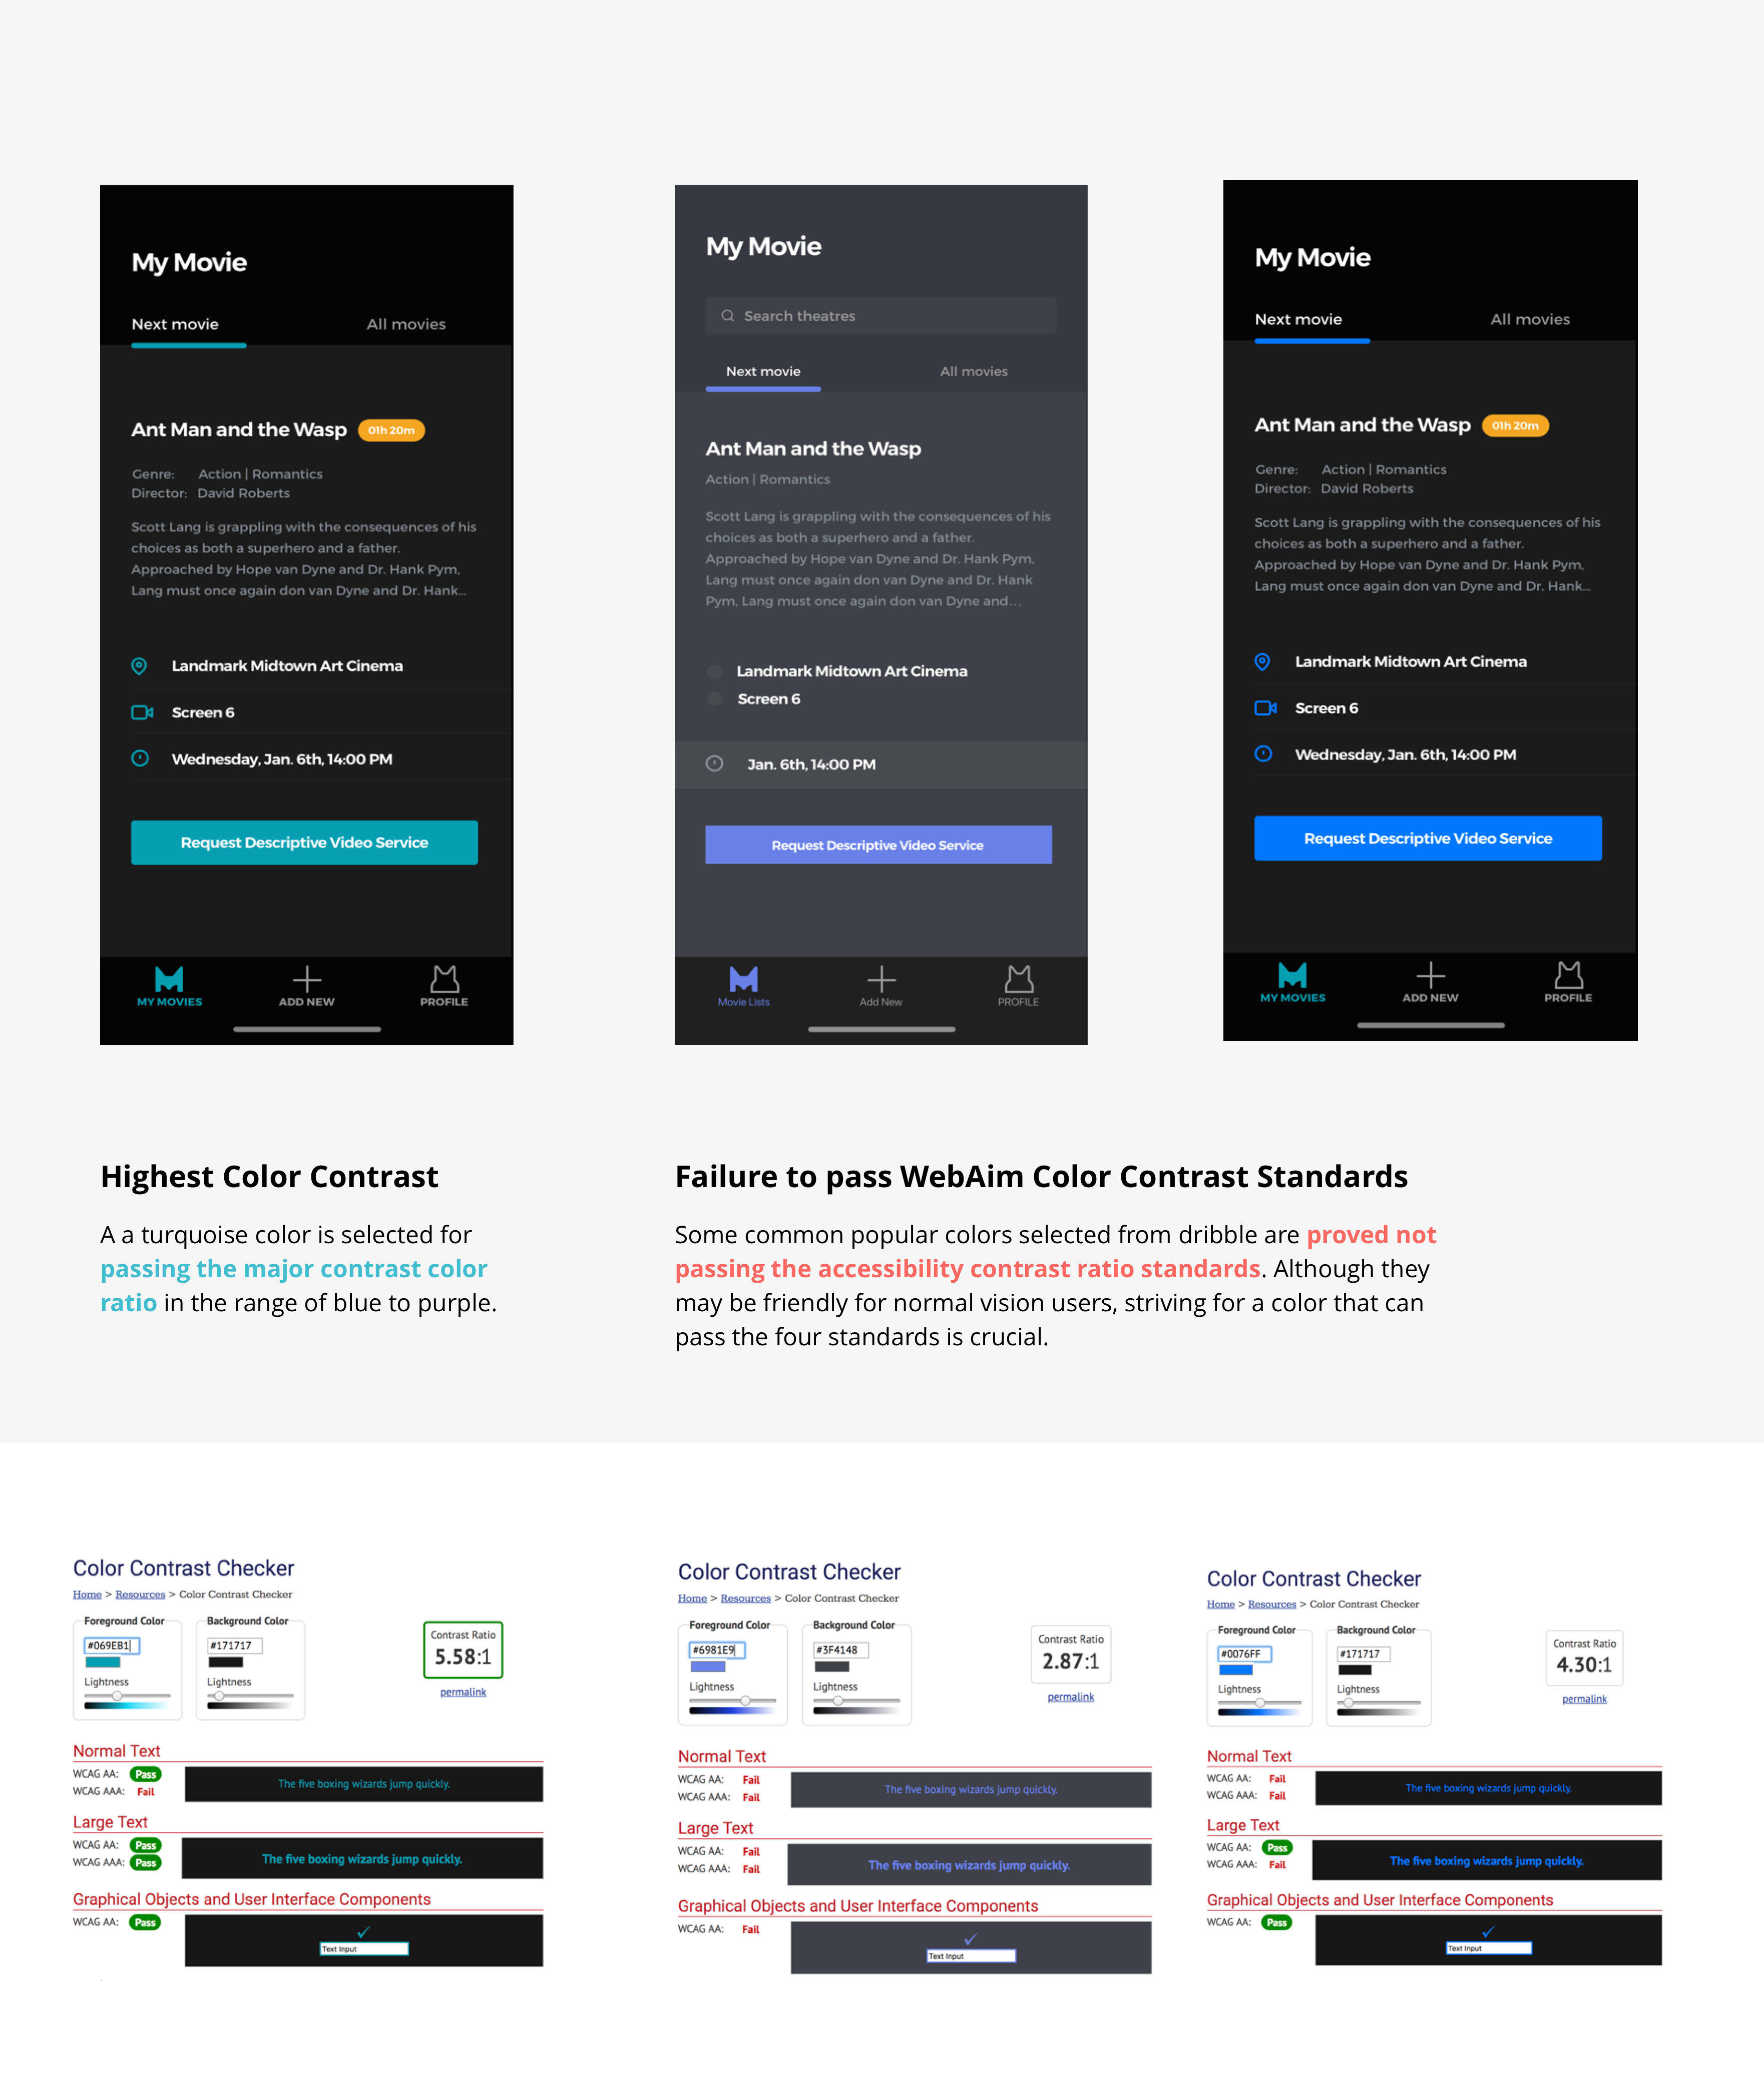 My Movie
Next movie
All movies
Ant Man and the Wasp
01h 20m
Genre: Action | Romantics
Director: David Roberts
Scott Lang is grappling with the consequences of his
choices as both a superhero and a father.
Approached by Hope van Dyne and Dr. Hank Pym,
Lang must once again don van Dyne and Dr. Hank...
Landmark Midtown Art Cinema
Screen 6
Wednesday, Jan. 6th, 14:00 PM
Request Descriptive Video Service
MY MOVIES
ADD NEW
PROFILE
My Movie
Search theatres
Next movie
All movies
Ant Man and the Wasp
Action | Romantics
Scott Lang is grappling with the consequences of his
choices as both a superhero and a father.
Approached by Hope van Dyne and Dr. Hank Pym,
Lang must once again don van Dyne and Dr. Hank
Pym, Lang must once again don van Dyne and...
Landmark Midtown Art Cinema
Screen 6
Jan. 6th, 14:00 PM
Request Descriptive Video Service
Movie Lists
Add New
PROFILE
My Movie
Next movie
All movies
Ant Man and the Wasp
01h 20m
Genre: Action | Romantics
Director: David Roberts
Scott Lang is grappling with the consequences of his
choices as both a superhero and a father.
Approached by Hope van Dyne and Dr. Hank Pym,
Lang must once again don van Dyne and Dr. Hank...
Landmark Midtown Art Cinema
Screen 6
Wednesday, Jan. 6th, 14:00 PM
Request Descriptive Video Service
MY MOVIES
ADD NEW
PROFILE
Highest Color Contrast
A a turquoise color is selected for
passing the major contrast color
ratio in the range of blue to purple.
Failure to pass WebAim Color Contrast Standards
Some common popular colors selected from dribble are proved not
passing the accessibility contrast ratio standards. Although they
may be friendly for normal vision users, striving for a color that can
pass the four standards is crucial.
Color Contrast Checker
Home > Resources > Color Contrast Checker
Foreground Color
#069EB1
Lightness
Background Color
#171717
Lightness
Contrast Ratio
5.58:1
permalink
Normal Text
WCAG AA: Pass
WCAG AAA: Fail
The five boxing wizards jump quickly.
Large Text
WCAG AA: Pass
WCAG AAA: Pass
The five boxing wizards jump quickly.
Graphical Objects and User Interface Components
WCAG AA: Pass
✓
Text Input
Color Contrast Checker
Home > Resources > Color Contrast Checker
Foreground Color
#6981E9
Lightness
Background Color
#3F4148
Lightness
Contrast Ratio
2.87:1
permalink
Normal Text
WCAG AA: Fail
WCAG AAA: Fail
The five boxing wizards jump quickly.
Large Text
WCAG AA: Fail
WCAG AAA: Fail
The five boxing wizards jump quickly.
Graphical Objects and User Interface Components
WCAG AA: Fail
✓
Text Input
Color Contrast Checker
Home > Resources > Color Contrast Checker
Foreground Color
#0076FF
Lightness
Background Color
#171717
Lightness
Contrast Ratio
4.30:1
permalink
Normal Text
WCAG AA: Fail
WCAG AAA: Fail
The five boxing wizards jump quickly.
Large Text
WCAG AA: Pass
WCAG AAA: Fail
The five boxing wizards jump quickly.
Graphical Objects and User Interface Components
WCAG AA: Pass
✓
Text Input